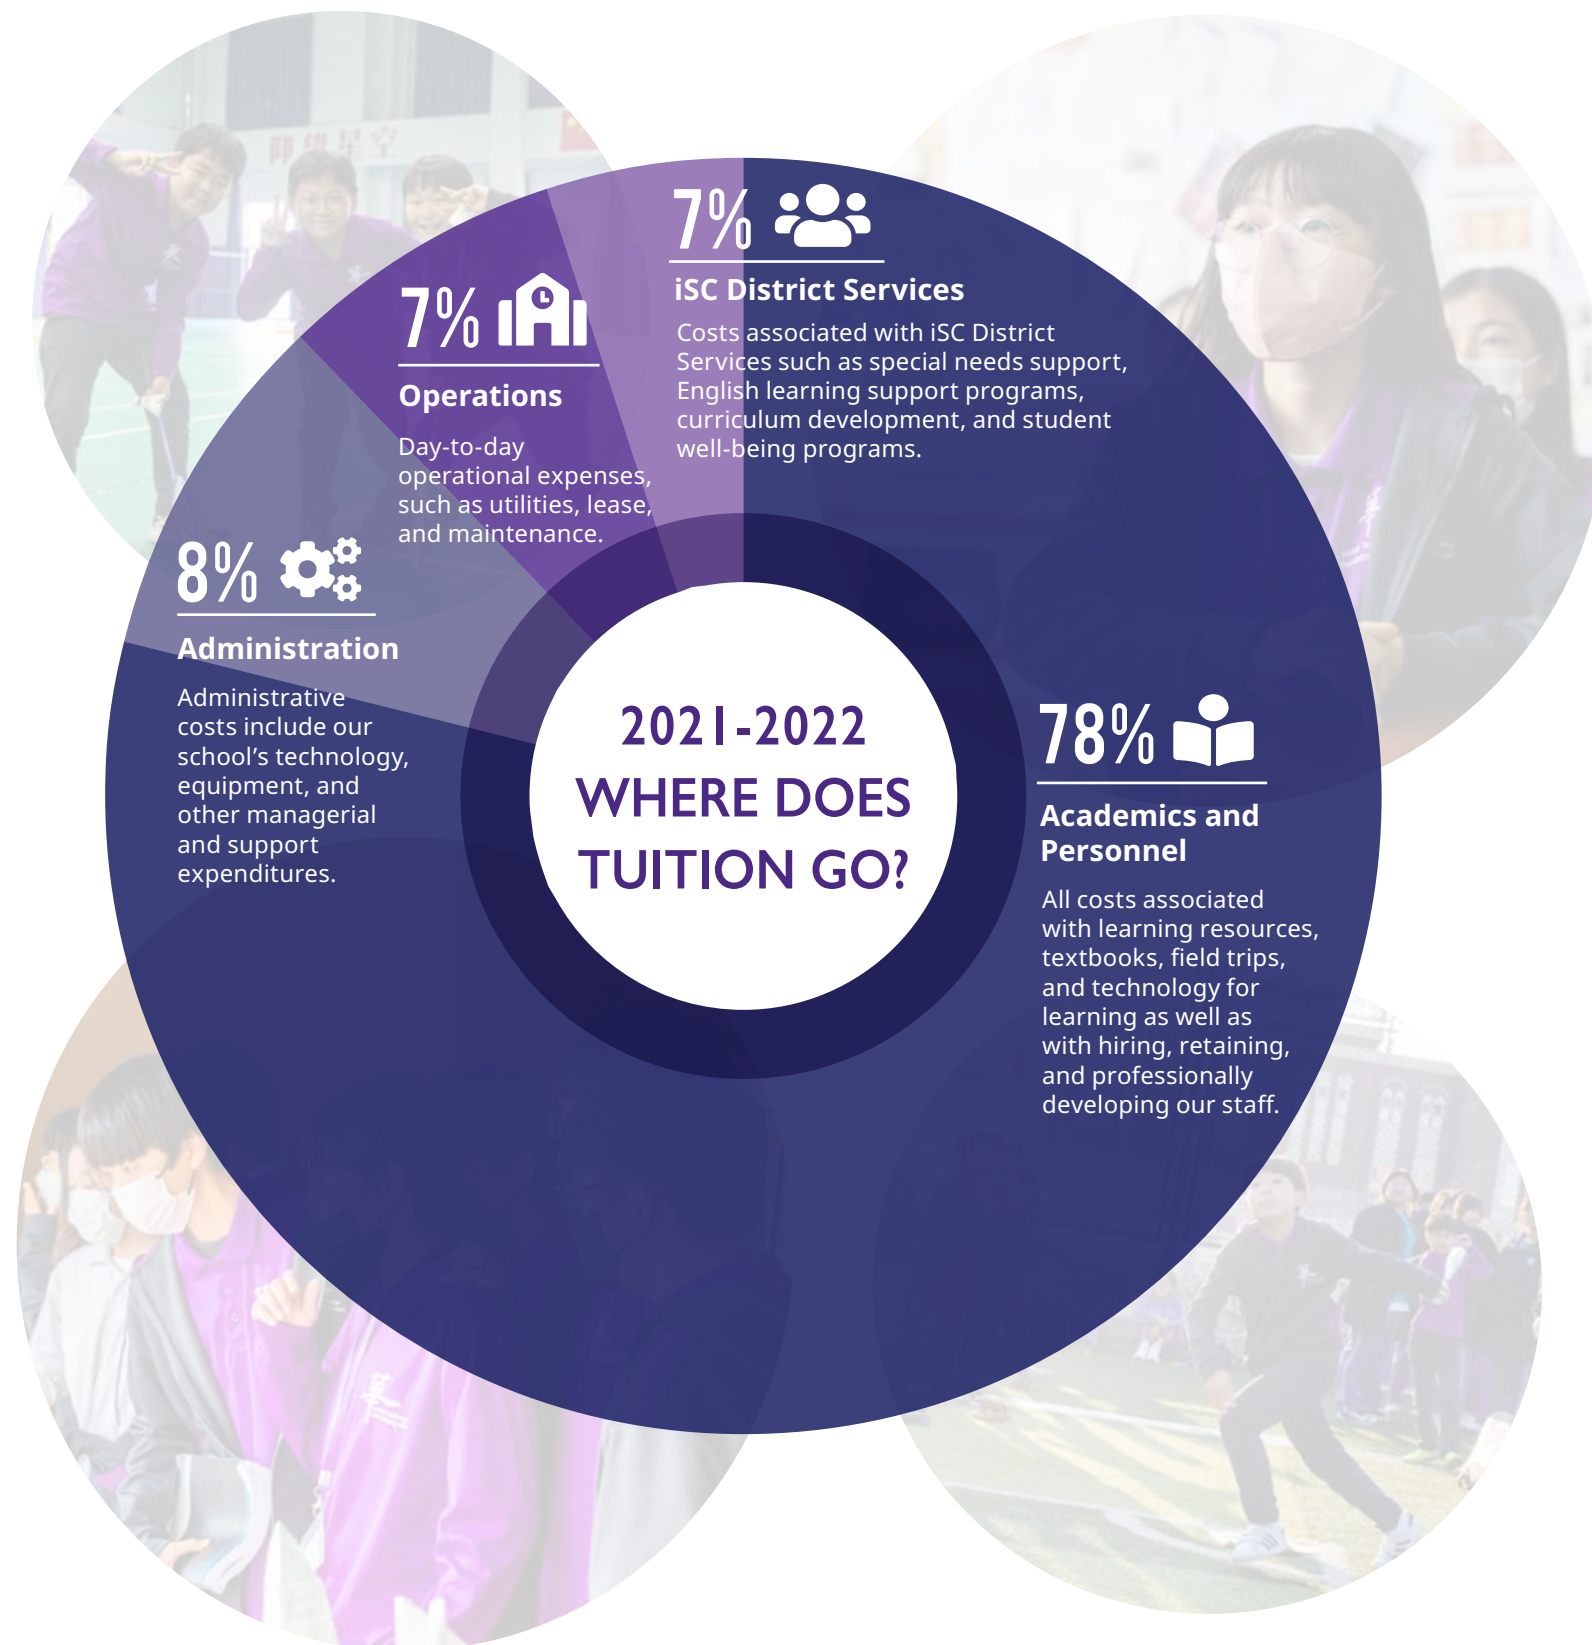 7%
iSC District Services
Costs associated with iSC District
Services such as special needs support,
English learning support programs,
curriculum development, and student
well-being programs.
7%
Operations
Day-to-day
operational expenses,
such as utilities, lease,
and maintenance.
8%
Administration
Administrative
costs include our
school’s technology,
equipment, and
other managerial
and support
expenditures.
2021-2022
WHERE DOES
TUITION GO?
78%
Academics and
Personnel
All costs associated
with learning resources,
textbooks, field trips,
and technology for
learning as well as
with hiring, retaining,
and professionally
developing our staff.
仰望星空